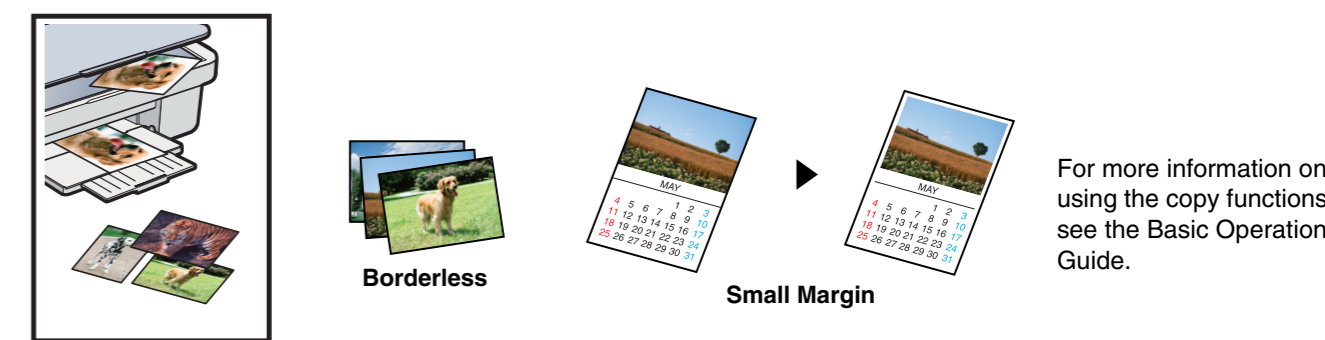 MAY
1 2 3
4 5 6 7 8 9 10
11 12 13 14 15 16 17
18 19 20 21 22 23 24
25 26 27 28 29 30 31
MAY
1 2 3
4 5 6 7 8 9 10
11 12 13 14 15 16 17
18 19 20 21 22 23 24
25 26 27 28 29 30 31
Borderless
Small Margin
For more information on
using the copy functions
see the Basic Operation
Guide.